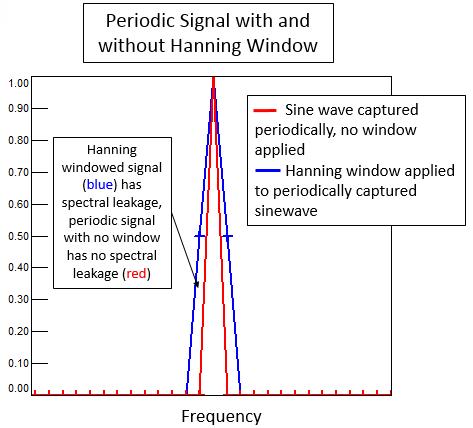 Periodic Signal with and
without Hanning Window
1.00
0.90
0.80
0.70
0.60
0.50
0.40
0.30
0.20
0.10
0.00
Hanning
windowed signal
(blue) has
spectral leakage,
periodic signal
with no window
has no spectral
leakage (red)
Sine wave captured
periodically, no window
applied
Hanning window applied
to periodically captured
sinewave
Frequency